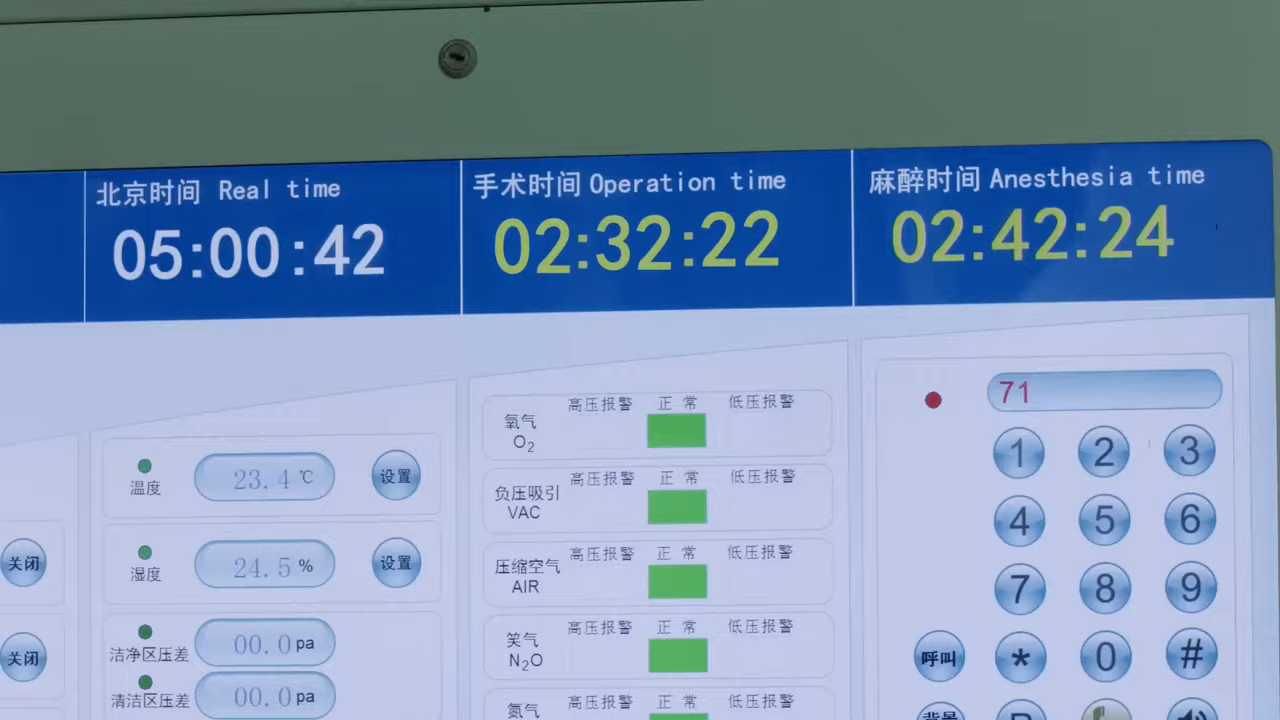 北京时间 Real time
05:00:42
手术时间 Operation time
02:32:22
麻醉时间 Anesthesia time
02:42:24
关闭
关闭
温度
23.4 ℃
设置
湿度
24.5 %
设置
洁净区压差
00.0 pa
清洁区压差
00.0 pa
氧气
O2
高压报警 正常 低压报警
负压吸引
VAC
高压报警 正常 低压报警
压缩空气
AIR
高压报警 正常 低压报警
笑气
N2O
高压报警 正常 低压报警
氮气
高压报警 正常 低压报警
71
1 2 3
4 5 6
7 8 9
呼叫 * 0 #
背景 R